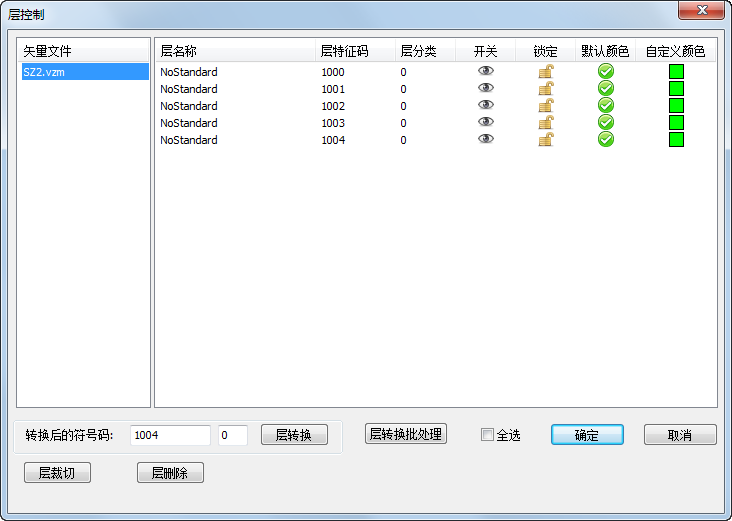 层控制
矢量文件
SZ2.vzm
层名称 层特征码 层分类 开关 锁定 默认颜色 自定义颜色
NoStandard 1000 0
NoStandard 1001 0
NoStandard 1002 0
NoStandard 1003 0
NoStandard 1004 0
转换后的符号码: 1004 0 层转换 层转换批处理 全选 确定 取消
层裁切 层删除